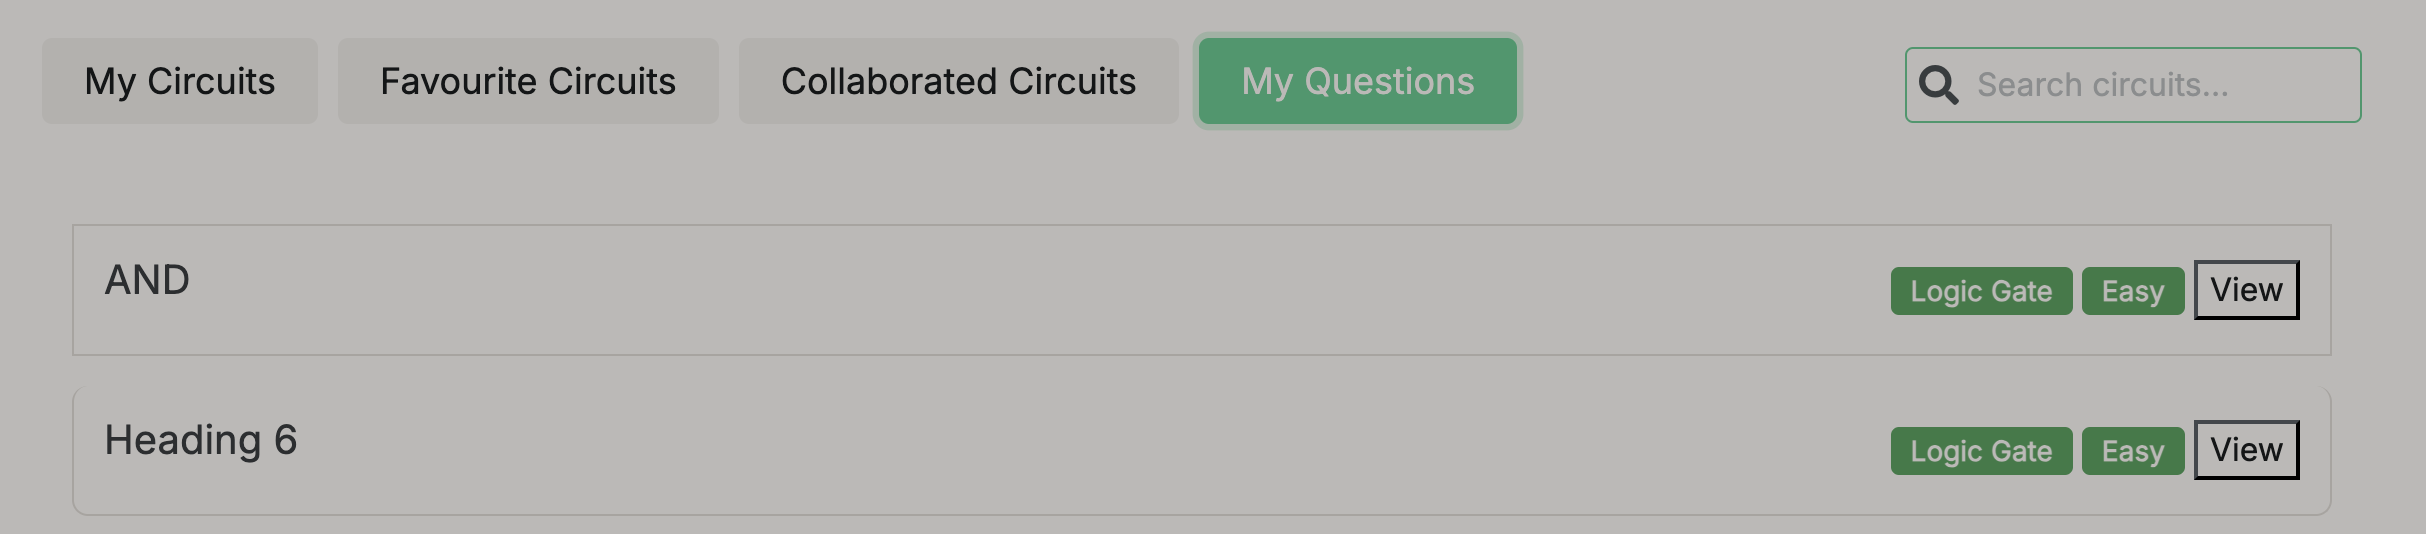 My Circuits Favourite Circuits Collaborated Circuits My Questions Search circuits...
AND Logic Gate Easy View
Heading 6 Logic Gate Easy View